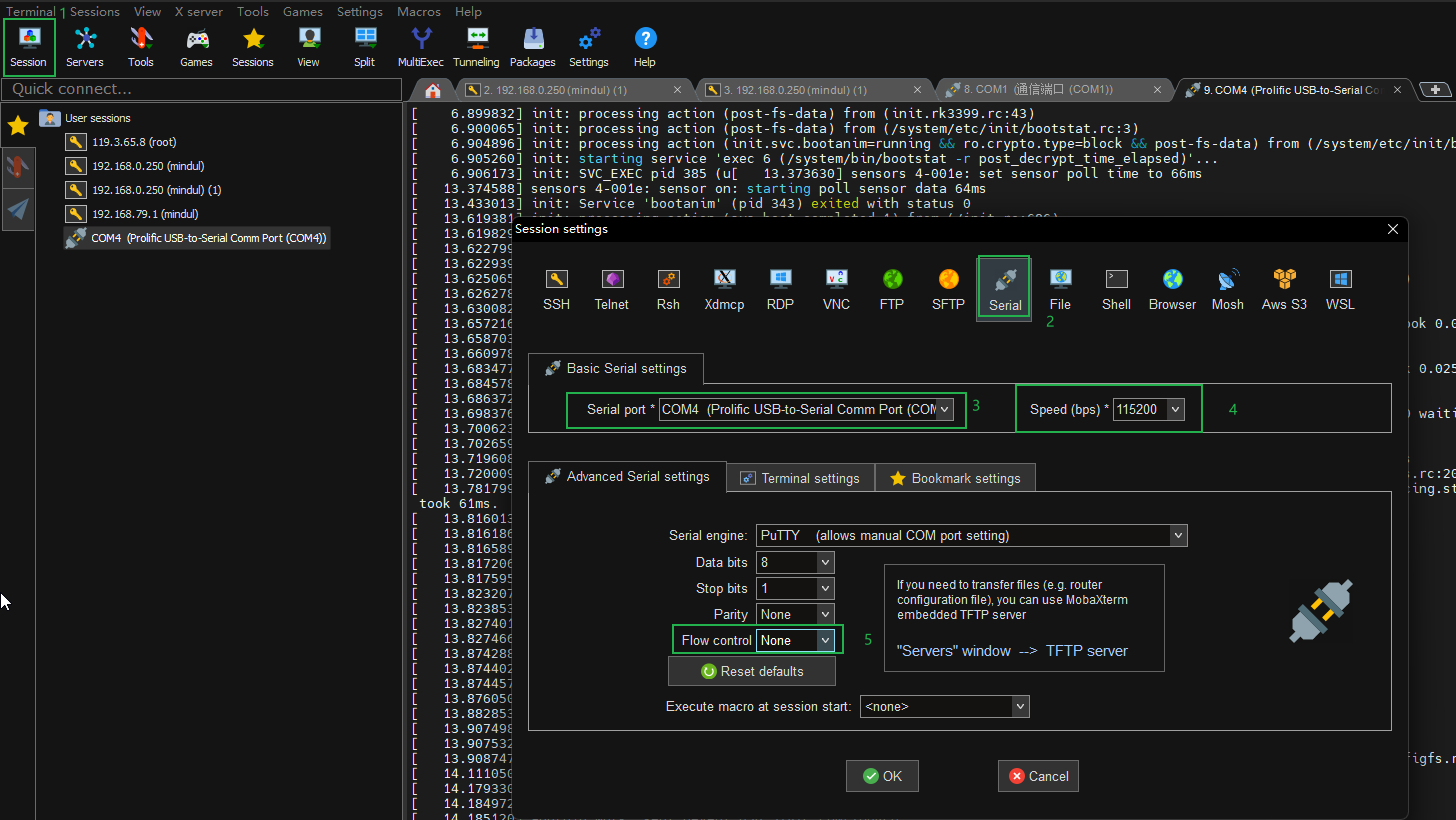 Terminal 1 Sessions View X server Tools Games Settings Macros Help
Session Servers Tools Games Sessions View Split MultiExec Tunneling Packages Settings Help
Quick connect...
2. 192.168.0.250 (mindul) (1)
3. 192.168.0.250 (mindul) (1)
8. COM1 (通信端口 (COM1))
9. COM4 (Prolific USB-to-Serial Co
User sessions
119.3.65.8 (root)
192.168.0.250 (mindul)
192.168.0.250 (mindul) (1)
192.168.79.1 (mindul)
COM4 (Prolific USB-to-Serial Comm Port (COM4))
[ 6.899832] init: processing action (post-fs-data) from (init.rk3399.rc:43)
[ 6.900065] init: processing action (post-fs-data) from (/system/etc/init/bootstat.rc:3)
[ 6.904896] init: processing action (init.svc.bootanim=running && ro.crypto.type=block && post-fs-data) from (/system/etc/init/b
[ 6.905260] init: starting service 'exec 6 (/system/bin/bootstat -r post_decrypt_time_elapsed)'...
[ 6.906173] init: SVC_EXEC pid 385 (u[ 13.373630] sensors 4-001e: set sensor poll time to 66ms
[ 13.374588] sensors 4-001e: sensor on: starting poll sensor data 64ms
[ 13.433013] init: Service 'bootanim' (pid 343) exited with status 0
[ 13.619381
[ 13.619829
[ 13.622799
[ 13.622939
[ 13.625065
[ 13.626278
[ 13.630082
[ 13.657216 ook 0.0
[ 13.658703
[ 13.660978
[ 13.683477 0.025
[ 13.684578
[ 13.686372
[ 13.698376 ) waiti
[ 13.700623
[ 13.702659
[ 13.719608
[ 13.720009 .rc:20
[ 13.781799 cing.st
took 61ms.
[ 13.816013
[ 13.816186
[ 13.816589
[ 13.817206
[ 13.817595
[ 13.823207
[ 13.823853
[ 13.827401
[ 13.827466
[ 13.874288
[ 13.874402
[ 13.874457
[ 13.876050
[ 13.882853
[ 13.907498
[ 13.907532
[ 13.908747 igfs.r
[ 14.111050
[ 14.179330
[ 14.184972
[ 14.185120
Session settings
SSH Telnet Rsh Xdmcp RDP VNC FTP SFTP Serial File Shell Browser Mosh Aws S3 WSL
2
Basic Serial settings
Serial port * COM4 (Prolific USB-to-Serial Comm Port (COM 3 Speed (bps) * 115200 4
Advanced Serial settings Terminal settings Bookmark settings
Serial engine: PuTTY (allows manual COM port setting)
Data bits 8
Stop bits 1
Parity None
Flow control None 5
Reset defaults
If you need to transfer files (e.g. router
configuration file), you can use MobaXterm
embedded TFTP server
"Servers" window --> TFTP server
Execute macro at session start: <none>
OK Cancel